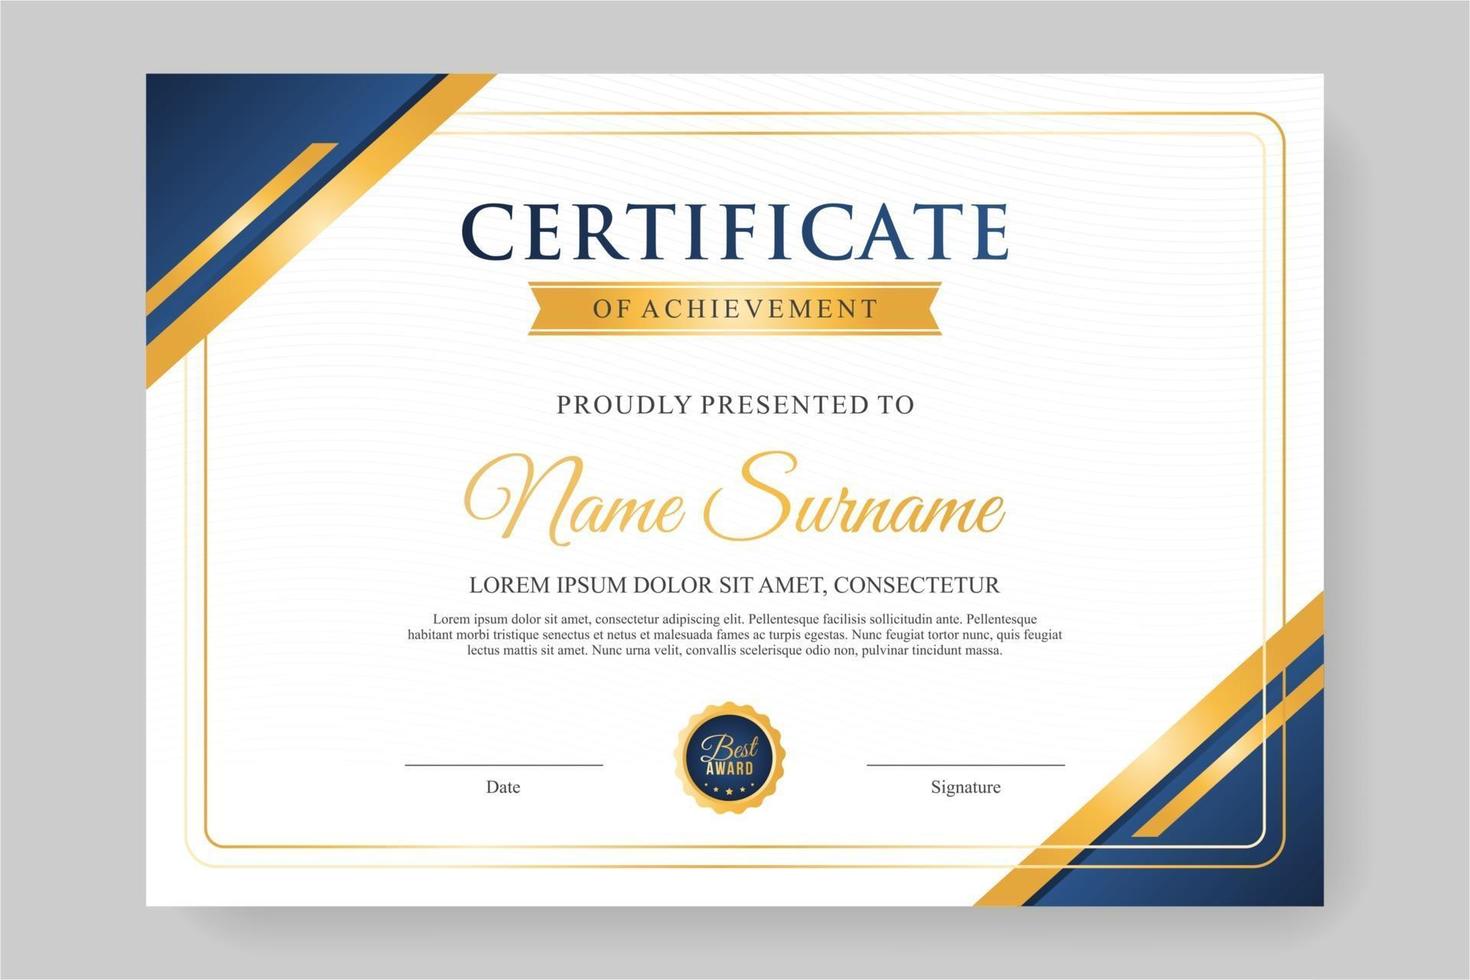 CERTIFICATE
OF ACHIEVEMENT
PROUDLY PRESENTED TO
Name Surname
LOREM IPSUM DOLOR SIT AMET, CONSECTETUR
Lorem ipsum dolor sit amet, consectetur adipiscing elit. Pellentesque facilisis sollicitudin ornare. Pellentesque
habitant morbi tristique senectus et netus et malesuada fames ac turpis egestas. Nunc feugiat tortor nunc, quis feugiat
lectus mattis sit amet. Nunc urna velit, convallis scelerisque odio non, pulvinar tincidunt massa.
Best
AWARD
Date
Signature